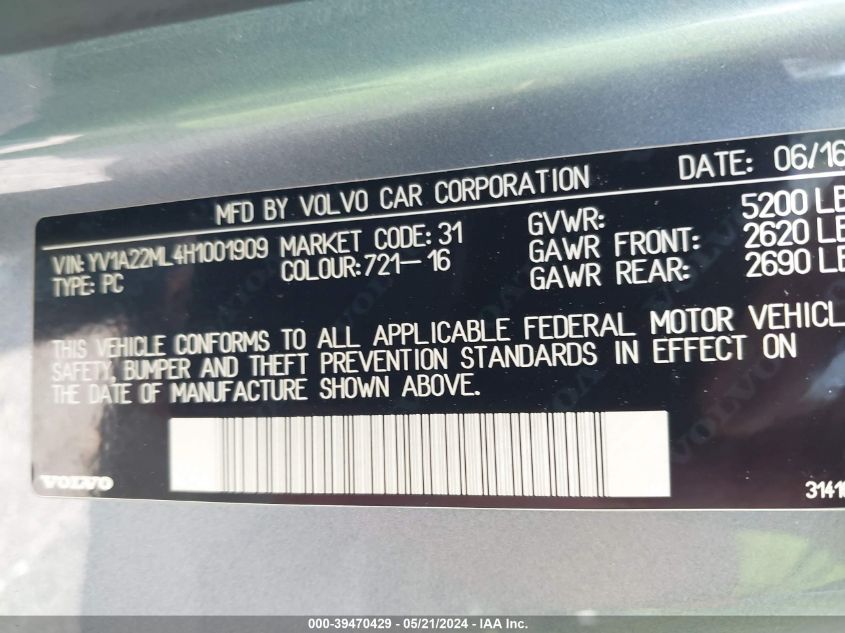 MFD BY VOLVO CAR CORPORATION DATE: 06/16
VIN: YV1A22ML4H1001909 MARKET CODE: 31 GVWR: 5200 LB
TYPE: PC COLOUR: 721-16 GAWR FRONT: 2620 LB
GAWR REAR: 2690 LB
THIS VEHICLE CONFORMS TO ALL APPLICABLE FEDERAL MOTOR VEHICL
SAFETY, BUMPER AND THEFT PREVENTION STANDARDS IN EFFECT ON
THE DATE OF MANUFACTURE SHOWN ABOVE.
VOLVO 3141
000-39470429 - 05/21/2024 - IAA Inc.